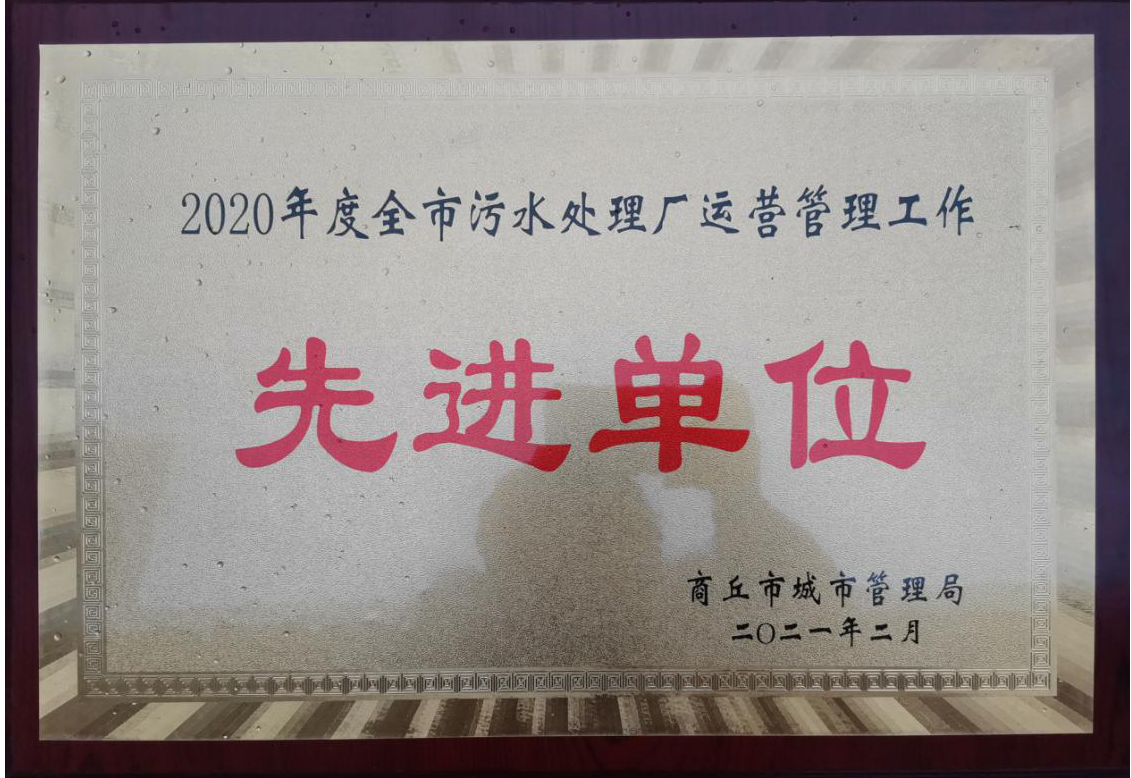 2020年度全市污水处理厂运营管理工作
先进单位
商丘市城市管理局
二〇二一年二月